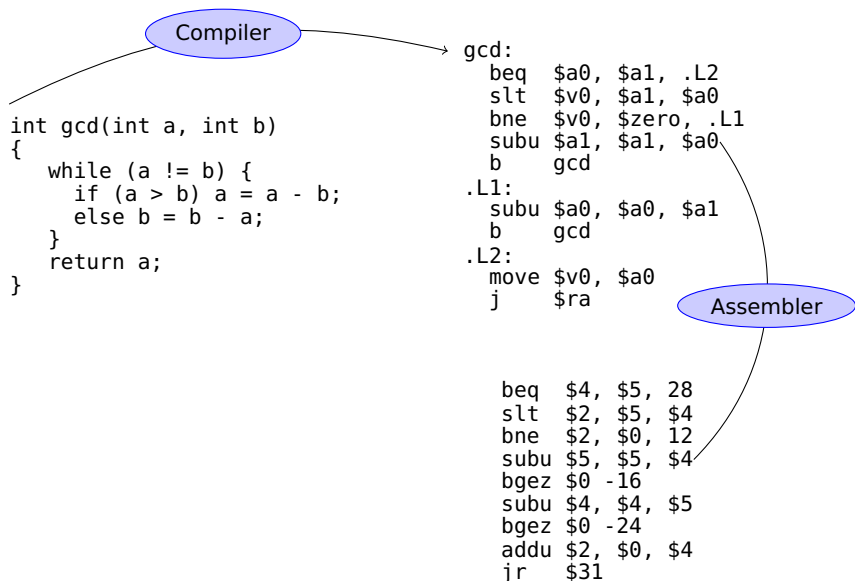 Compiler
int gcd(int a, int b)
{
   while (a != b) {
     if (a > b) a = a - b;
     else b = b - a;
   }
   return a;
}
gcd:
  beq  $a0, $a1, .L2
  slt  $v0, $a1, $a0
  bne  $v0, $zero, .L1
  subu $a1, $a1, $a0
  b    gcd
.L1:
  subu $a0, $a0, $a1
  b    gcd
.L2:
  move $v0, $a0
  j    $ra
Assembler
beq  $4, $5, 28
slt  $2, $5, $4
bne  $2, $0, 12
subu $5, $5, $4
bgez $0 -16
subu $4, $4, $5
bgez $0 -24
addu $2, $0, $4
jr   $31